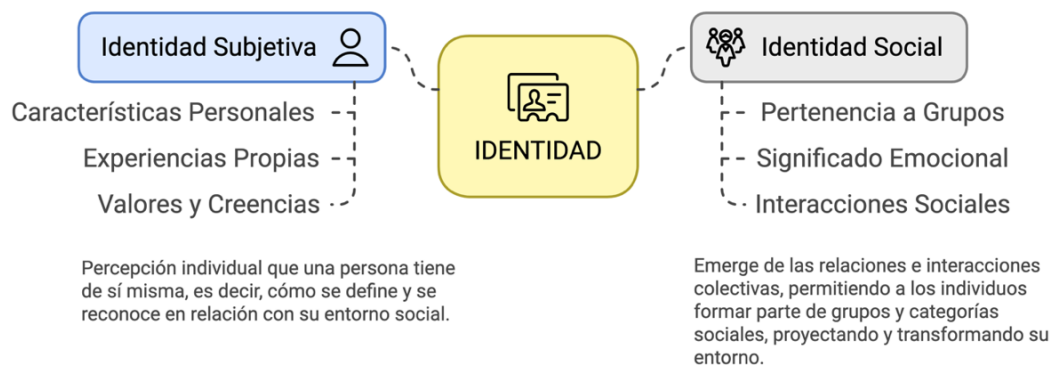 Identidad Subjetiva
Características Personales
Experiencias Propias
Valores y Creencias
Percepción individual que una persona tiene
de sí misma, es decir, cómo se define y se
reconoce en relación con su entorno social.
IDENTIDAD
Identidad Social
Pertenencia a Grupos
Significado Emocional
Interacciones Sociales
Emerge de las relaciones e interacciones
colectivas, permitiendo a los individuos
formar parte de grupos y categorías
sociales, proyectando y transformando su
entorno.